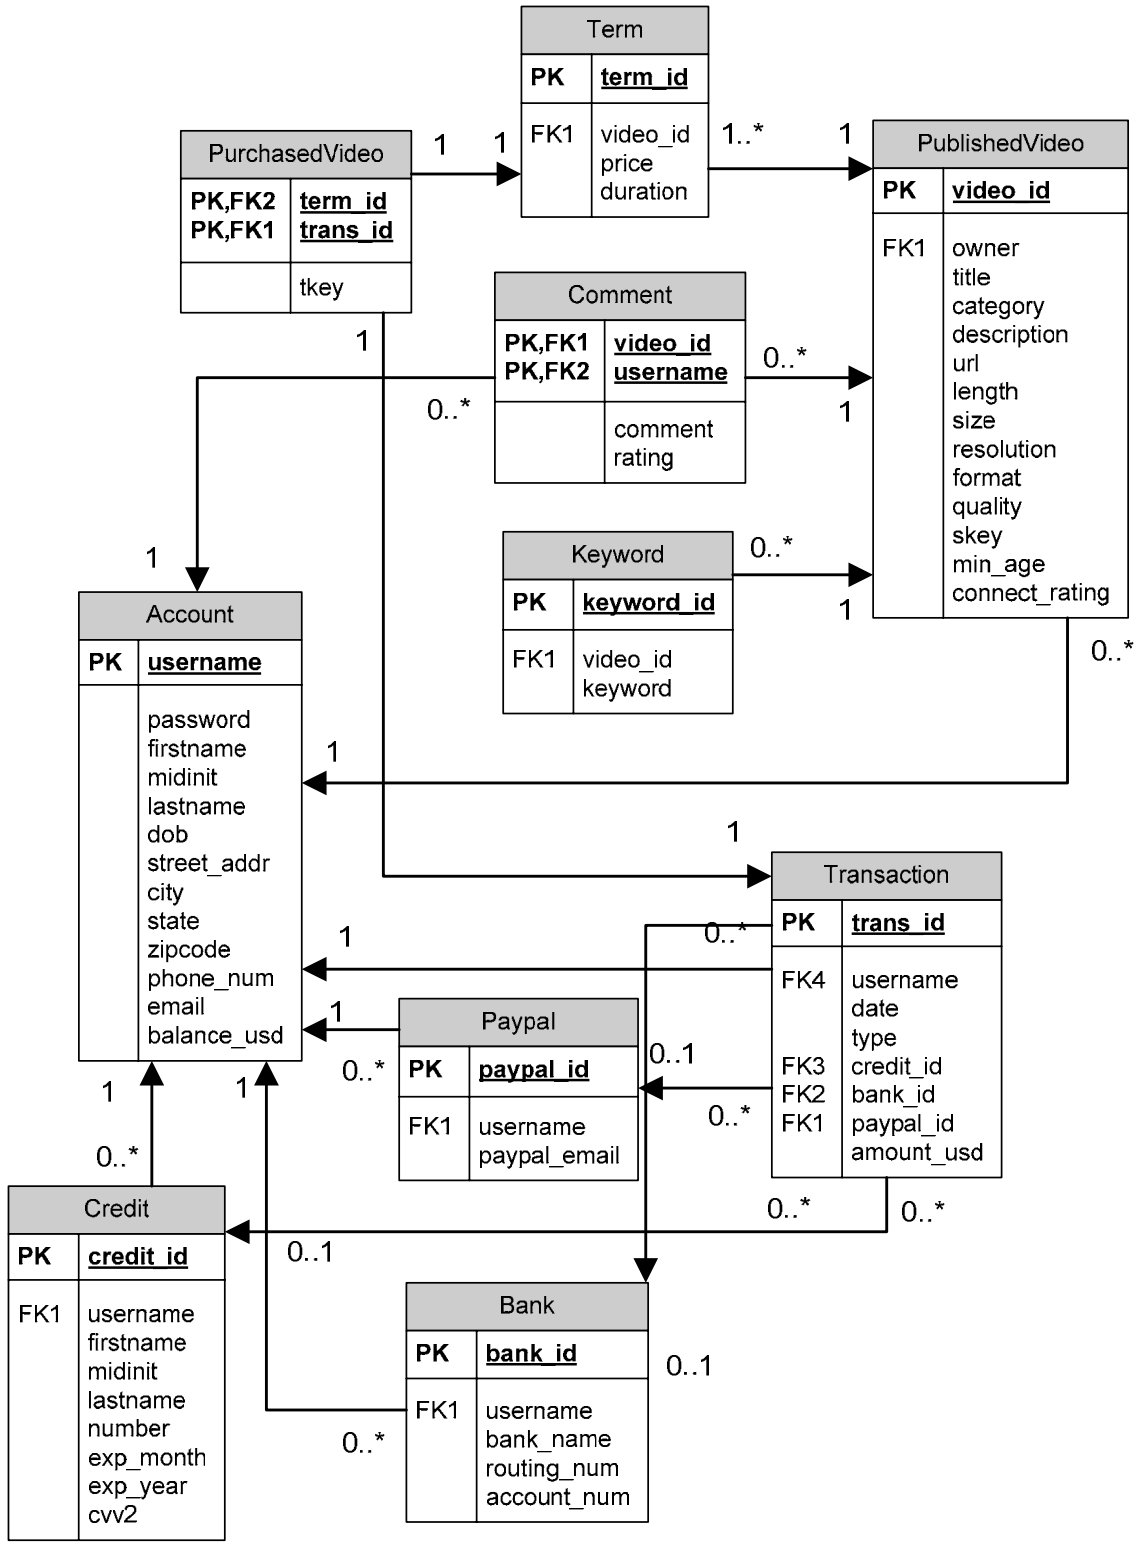 Term
PK term_id
FK1 video_id
price
duration
1 1
1..* 1
PurchasedVideo
PK,FK2 term_id
PK,FK1 trans_id
tkey
1
PublishedVideo
PK video_id
FK1 owner
title
category
description
url
length
size
resolution
format
quality
skey
min_age
connect_rating
0..*
Comment
PK,FK1 video_id
PK,FK2 username
comment
rating
0..*
1
0..*
1
Keyword
PK keyword_id
FK1 video_id
keyword
0..*
1
Account
PK username
password
firstname
midinit
lastname
dob
street_addr
city
state
zipcode
phone_num
email
balance_usd
1
1
1
1 1
1
Transaction
PK trans_id
FK4 username
date
type
FK3 credit_id
FK2 bank_id
FK1 paypal_id
amount_usd
0..*
0..*
0..* 0..*
Paypal
PK paypal_id
FK1 username
paypal_email
0..1
0..*
0..*
Credit
PK credit_id
FK1 username
firstname
midinit
lastname
number
exp_month
exp_year
cvv2
0..1
Bank
PK bank_id
FK1 username
bank_name
routing_num
account_num
0..1
0..*